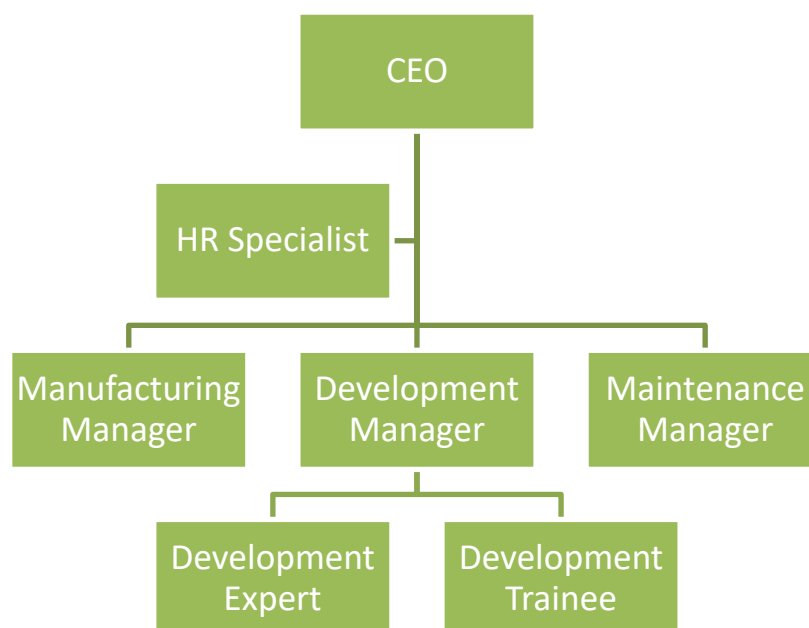 CEO
HR Specialist
Manufacturing
Manager
Development
Manager
Maintenance
Manager
Development
Expert
Development
Trainee